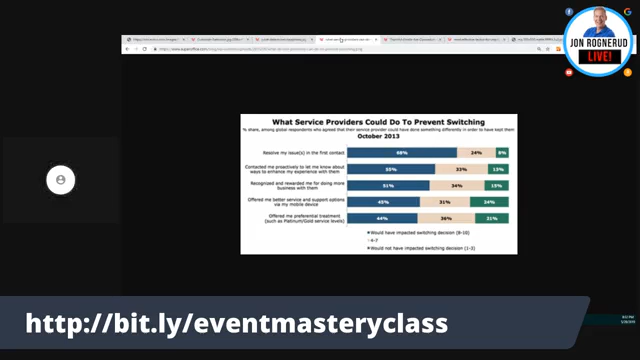 JON ROGNERUD
LIVE!
What Service Providers Could Do To Prevent Switching
% share, among global respondents who agreed that their service provider could have done something differently in order to have kept them
October 2013
Resolve my issue(s) in the first contact
68% 24% 8%
Contacted me proactively to let me know about
ways to enhance my experience with them
55% 33% 13%
Recognized and rewarded me for doing more
business with them
51% 34% 15%
Offered me better service and support options
via my mobile device
45% 31% 24%
Offered me preferential treatment
(such as Platinum/Gold service levels)
44% 36% 21%
Would have impacted switching decision (8-10)
4-7
Would not have impacted switching decision (1-3)
http://bit.ly/eventmasteryclass